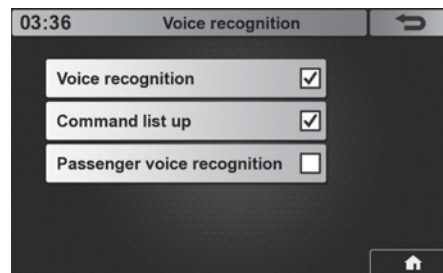 03:36 Voice recognition
Voice recognition
Command list up
Passenger voice recognition